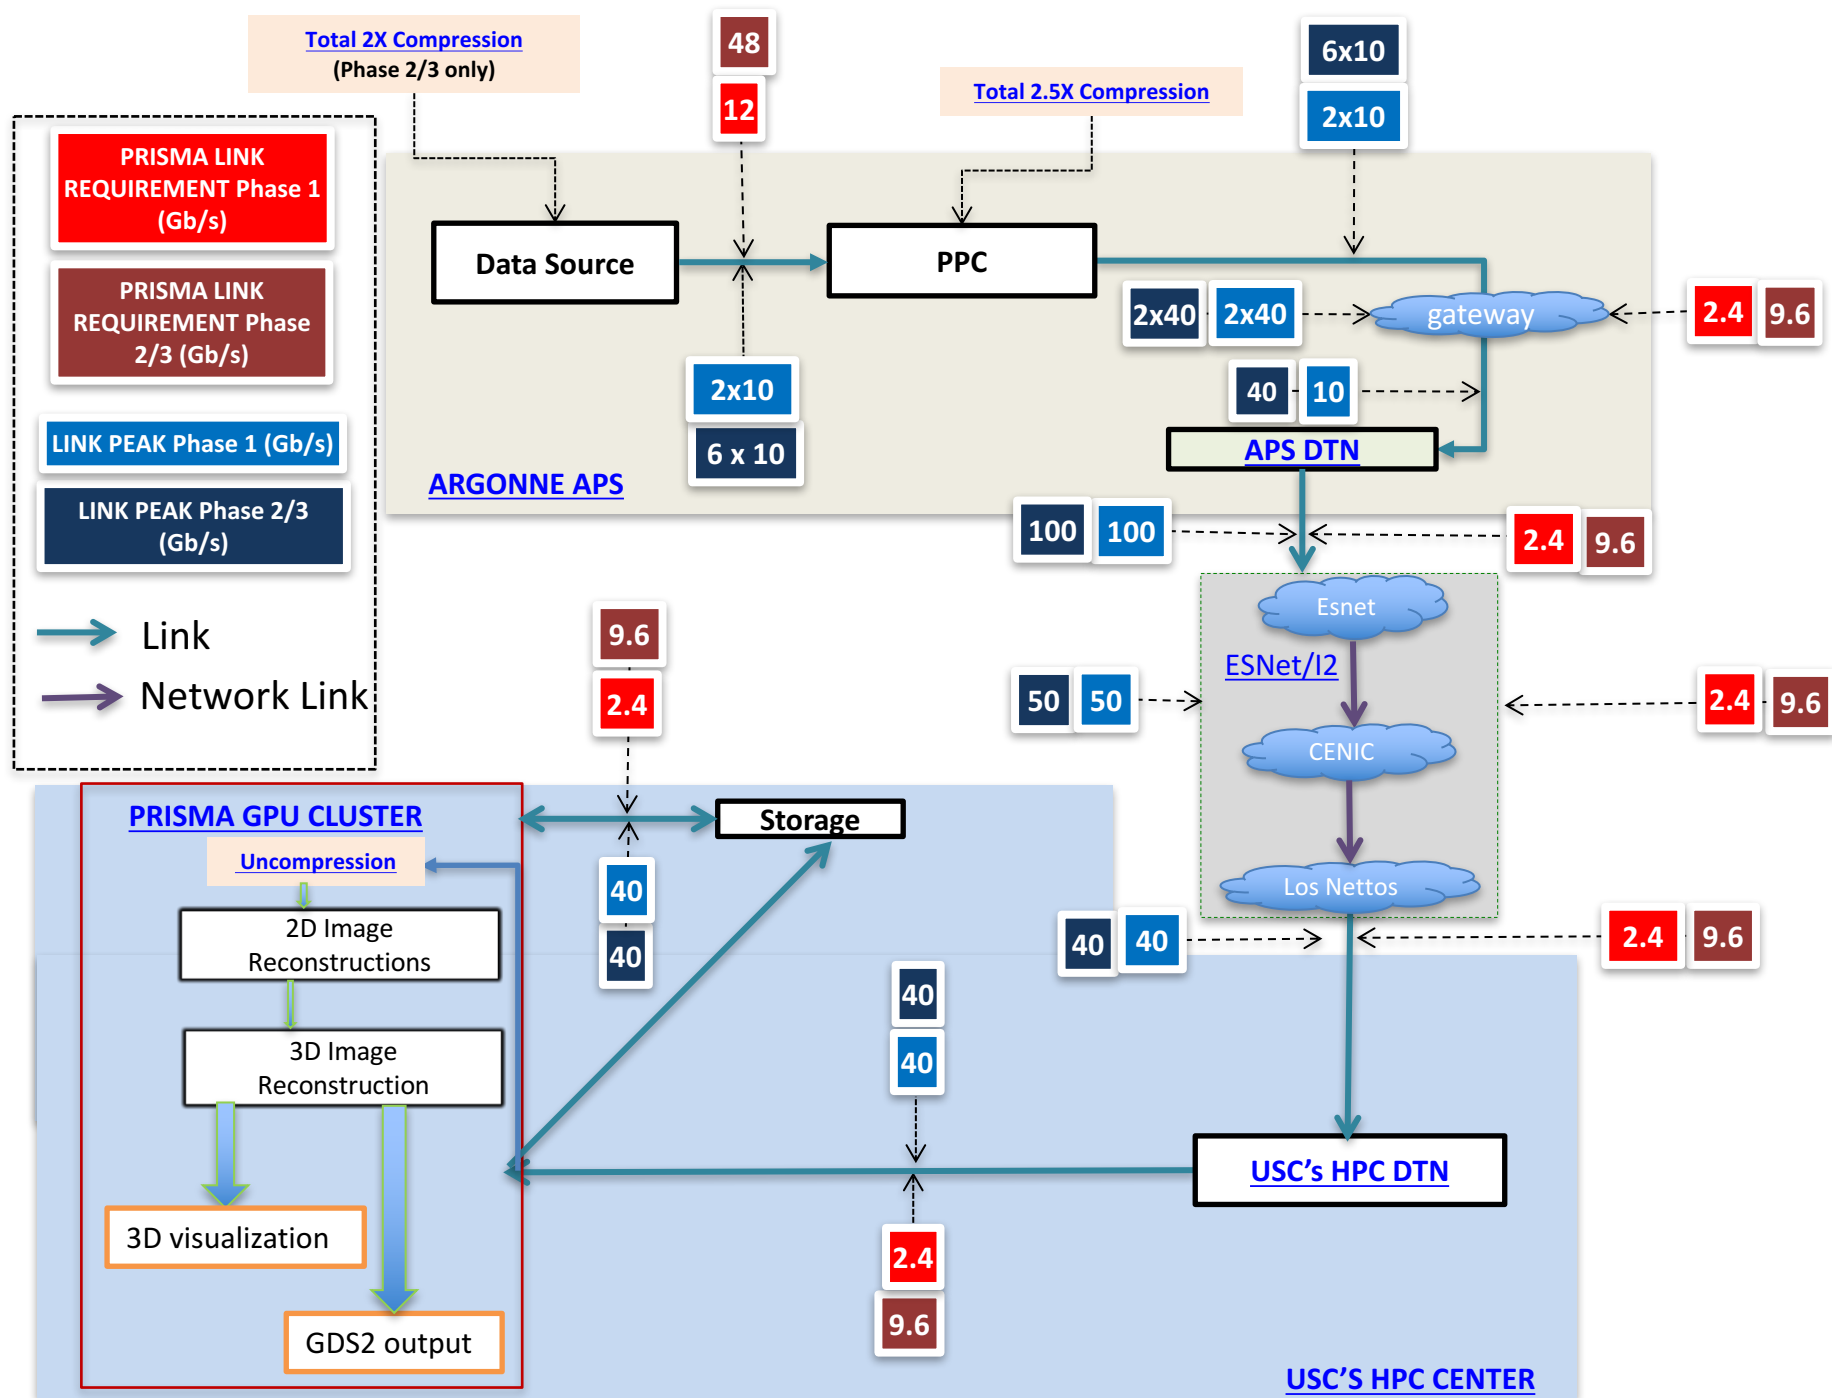 Total 2X Compression
(Phase 2/3 only)
48
12
Total 2.5X Compression
6x10
2x10
PRISMA LINK
REQUIREMENT Phase 1
(Gb/s)
PRISMA LINK
REQUIREMENT Phase
2/3 (Gb/s)
LINK PEAK Phase 1 (Gb/s)
LINK PEAK Phase 2/3
(Gb/s)
Link
Network Link
Data Source
PPC
2x40
2x40
gateway
2.4
9.6
2x10
6 x 10
40
10
APS DTN
ARGONNE APS
100
100
2.4
9.6
Esnet
ESNet/I2
50
50
2.4
9.6
CENIC
Los Nettos
9.6
2.4
PRISMA GPU CLUSTER
Storage
Uncompression
40
40
2D Image
Reconstructions
3D Image
Reconstruction
40
40
2.4
9.6
40
40
USC’s HPC DTN
3D visualization
2.4
9.6
GDS2 output
USC’S HPC CENTER